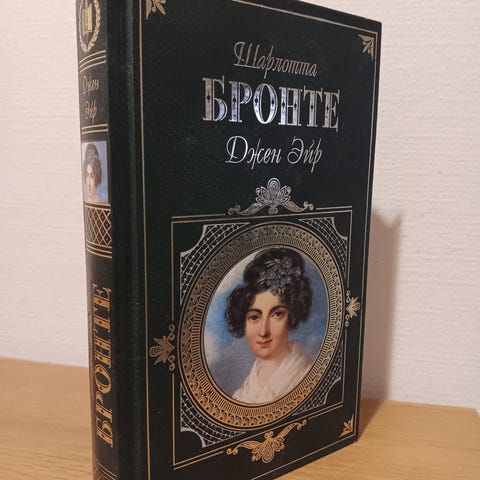 Шарлотта
БРОНТЕ
Джен Эйр
Джен
Эйр
БРОНТЕ